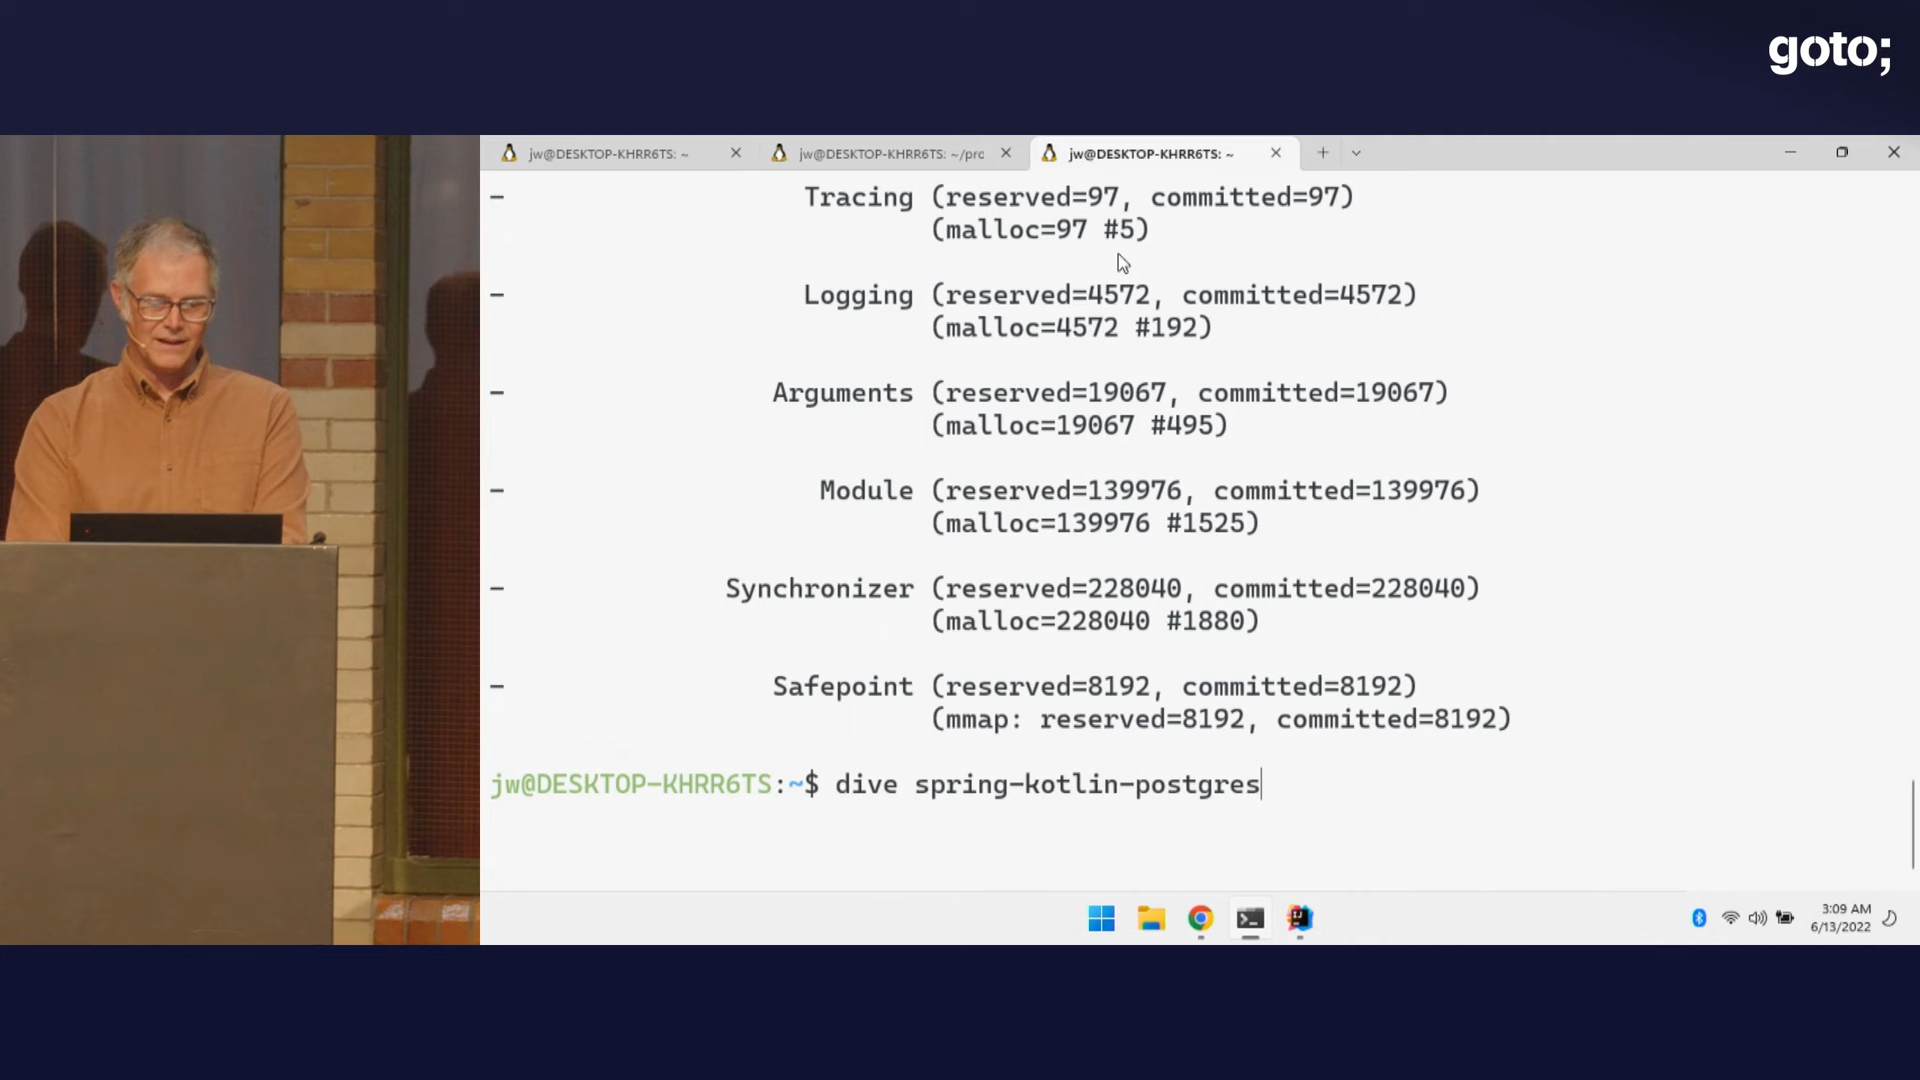 goto;
jw@DESKTOP-KHRR6TS: ~
jw@DESKTOP-KHRR6TS: ~/pro
jw@DESKTOP-KHRR6TS: ~
- Tracing (reserved=97, committed=97)
(malloc=97 #5)
- Logging (reserved=4572, committed=4572)
(malloc=4572 #192)
- Arguments (reserved=19067, committed=19067)
(malloc=19067 #495)
- Module (reserved=139976, committed=139976)
(malloc=139976 #1525)
- Synchronizer (reserved=228040, committed=228040)
(malloc=228040 #1880)
- Safepoint (reserved=8192, committed=8192)
(mmap: reserved=8192, committed=8192)
jw@DESKTOP-KHRR6TS:~$ dive spring-kotlin-postgres
3:09 AM
6/13/2022